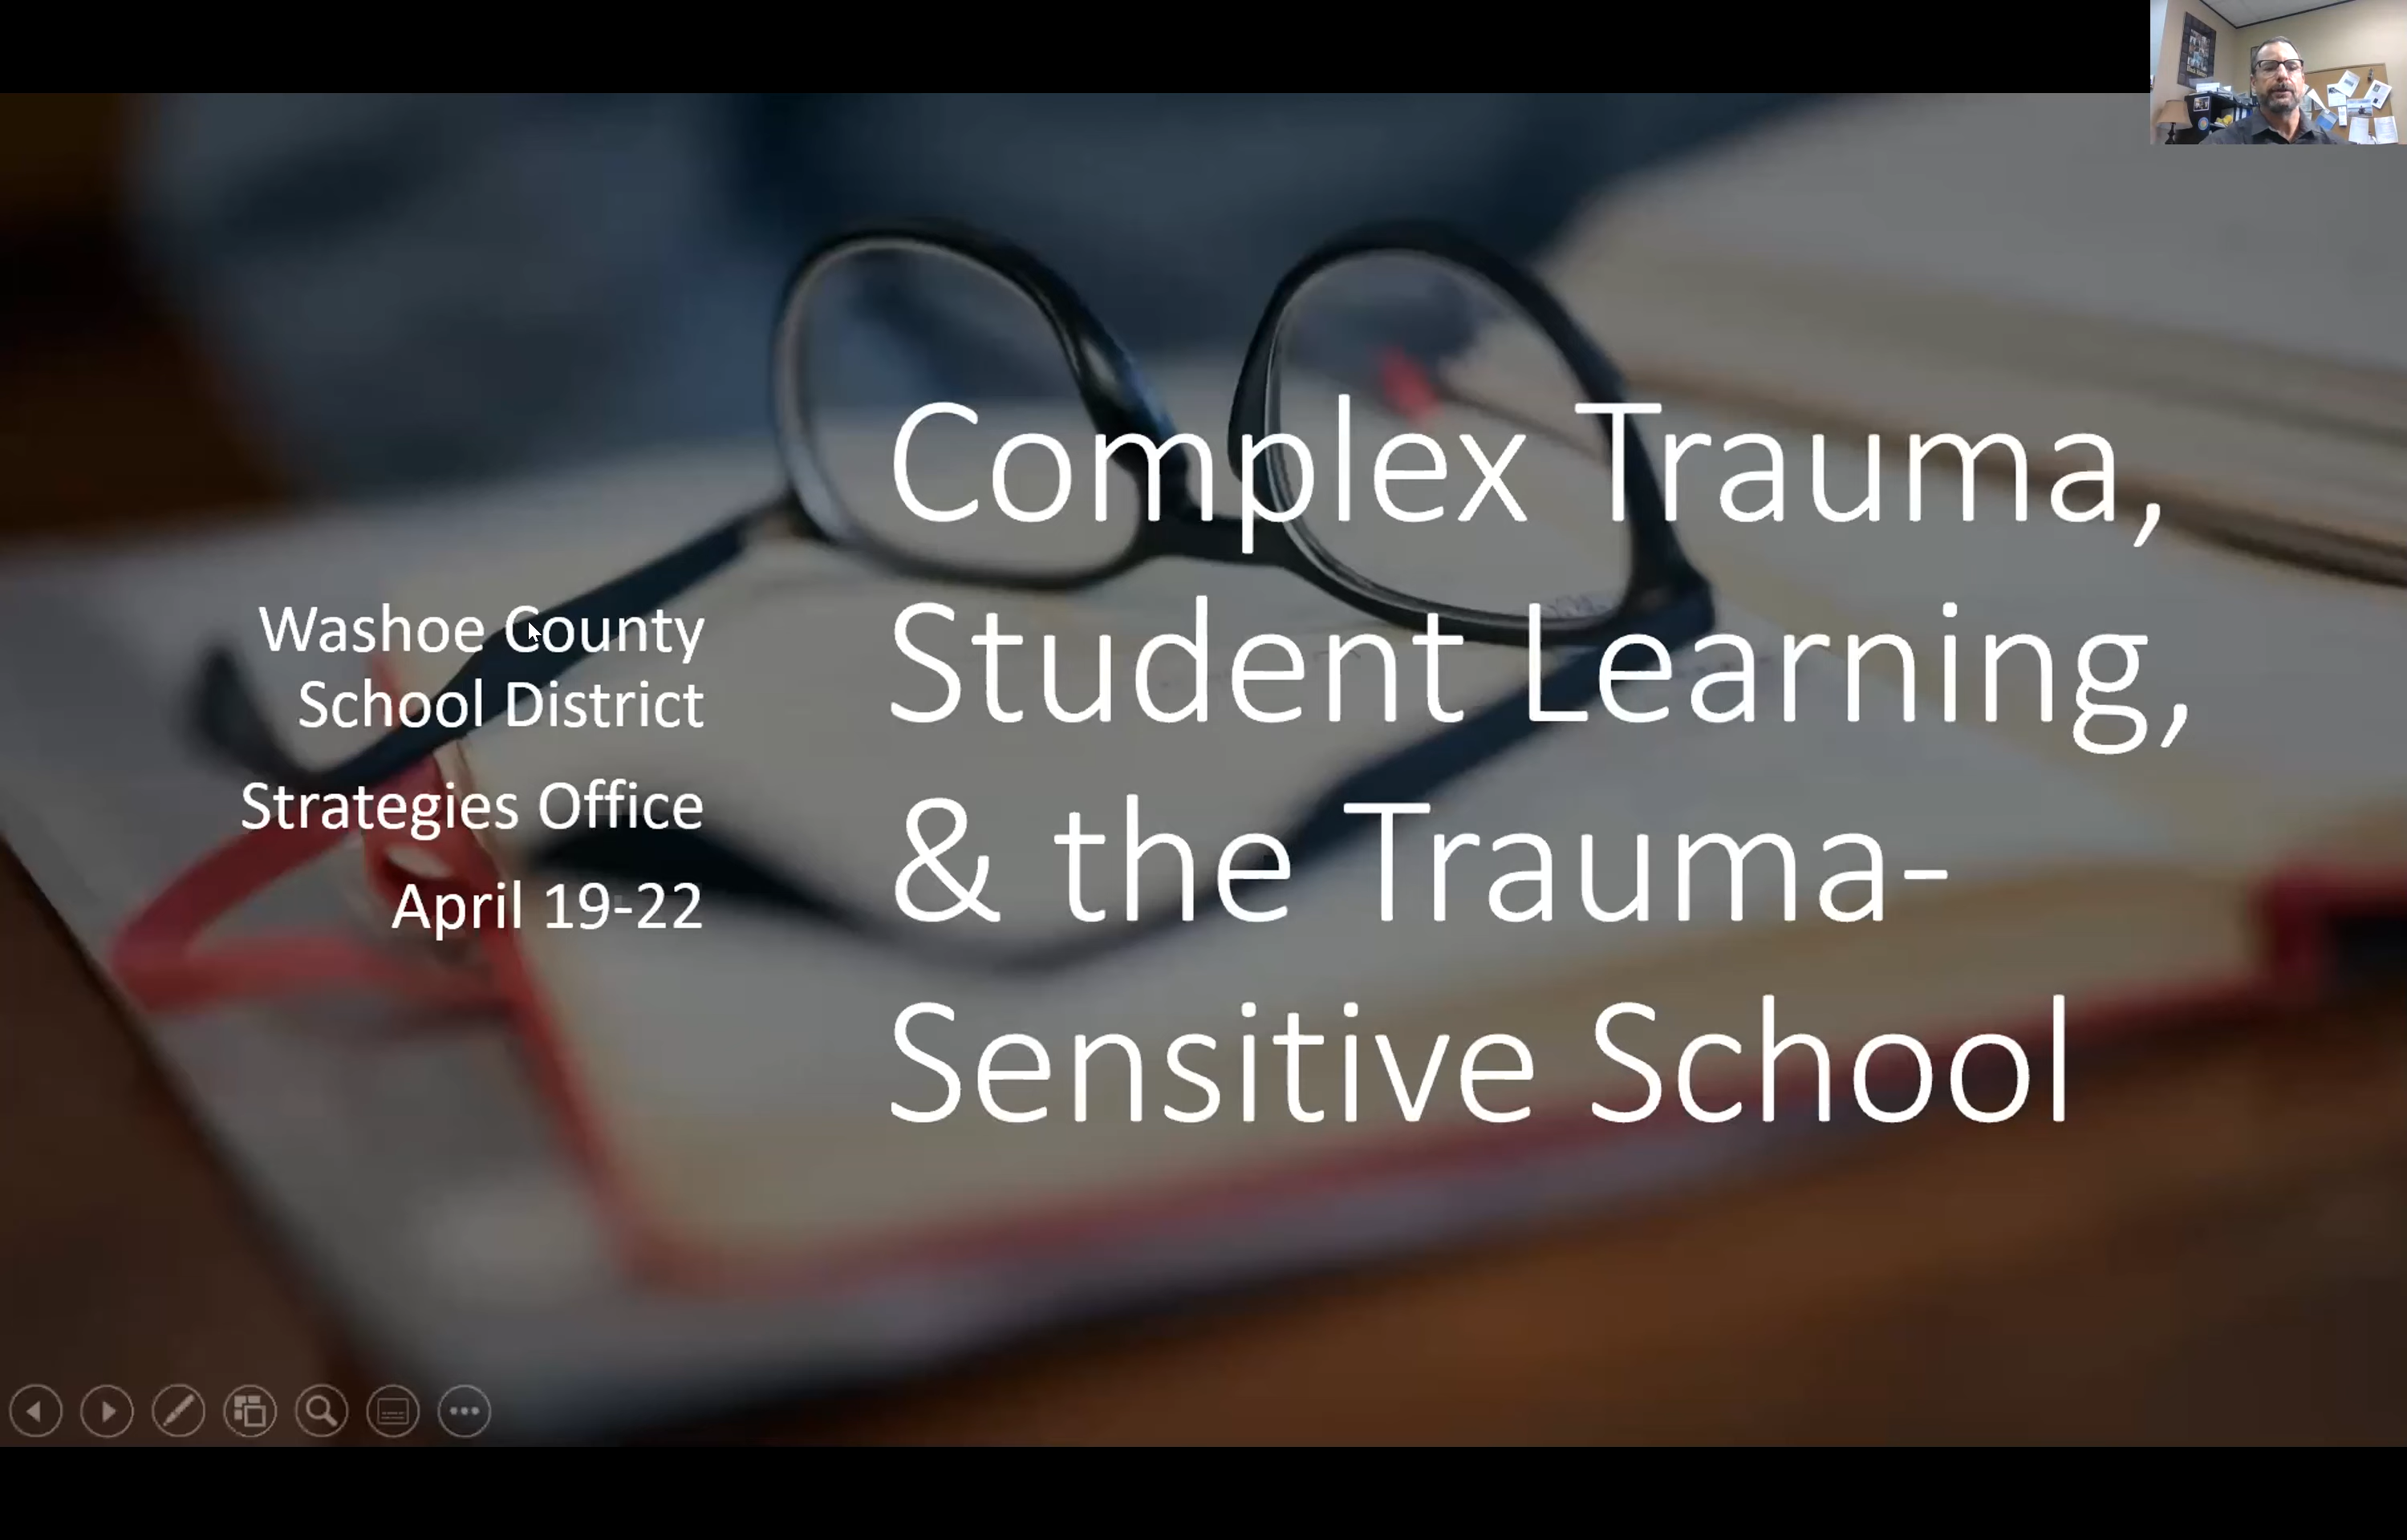 Washoe County
School District
Strategies Office
April 19-22
Complex Trauma,
Student Learning,
& the Trauma-
Sensitive School